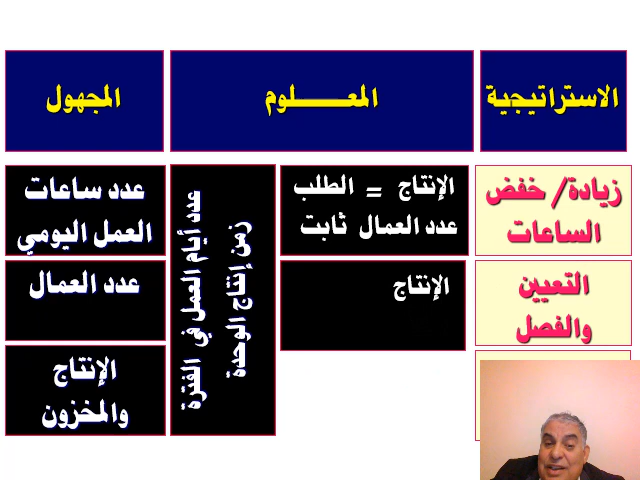 الاستراتيجية
المعـــــــلوم
المجهول
زيادة/ خفض
الساعات
الإنتاج = الطلب
عدد العمال ثابت
عدد أيام العمل في الفترة
زمن إنتاج الوحدة
عدد ساعات
العمل اليومي
التعيين
والفصل
الإنتاج
عدد العمال
الإنتاج
والمخزون